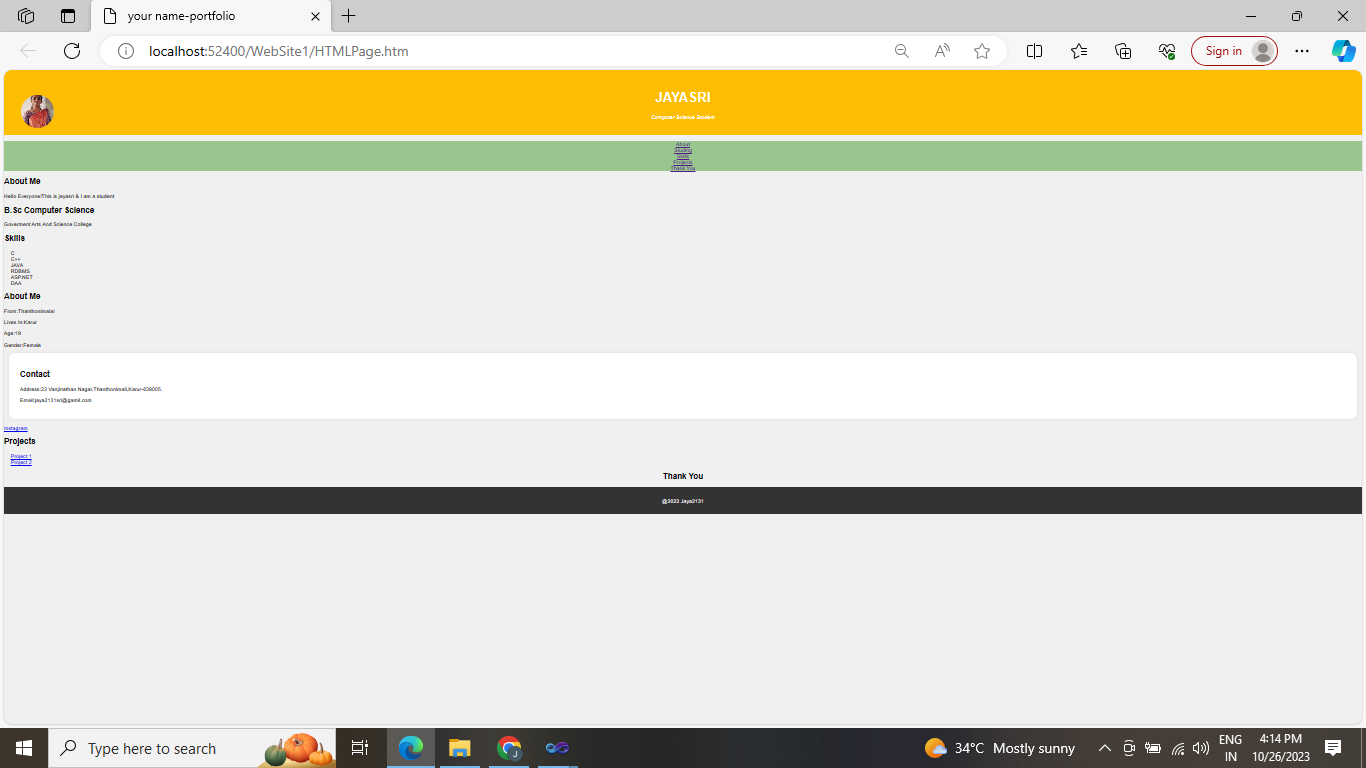 your name-portfolio
localhost:52400/WebSite1/HTMLPage.htm
Sign in
JAYASRI
Computer Science Student
About
Studing
Skills
Projects
Thank You
About Me
Hello Everyone!This is jayasri & I am a student
B.Sc Computer Science
Goverment Arts And Science College
Skills
C
C++
JAVA
RDBMS
ASP.NET
DAA
About Me
From:Thanthonimalai
Lives In:Karur
Age:19
Gender:Female
Contact
Address:23 Vanjinathan Nagar,Thanthonimali,Karur-639005.
Email:jaya2131sri@gamil.com
Instagram
Projects
Project 1
Project 2
Thank You
@2023 Jaya2131
Type here to search
34°C Mostly sunny
ENG
IN
4:14 PM
10/26/2023